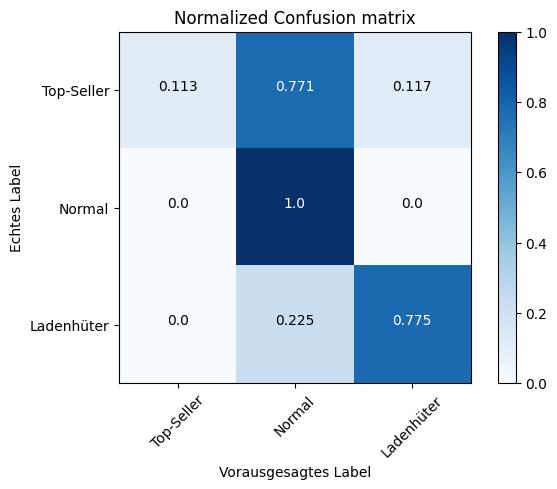 Normalized Confusion matrix
Echtes Label
Top-Seller 0.113 0.771 0.117
Normal 0.0 1.0 0.0
Ladenhüter 0.0 0.225 0.775
Top-Seller Normal Ladenhüter
Vorausgesagtes Label
1.0
0.8
0.6
0.4
0.2
0.0